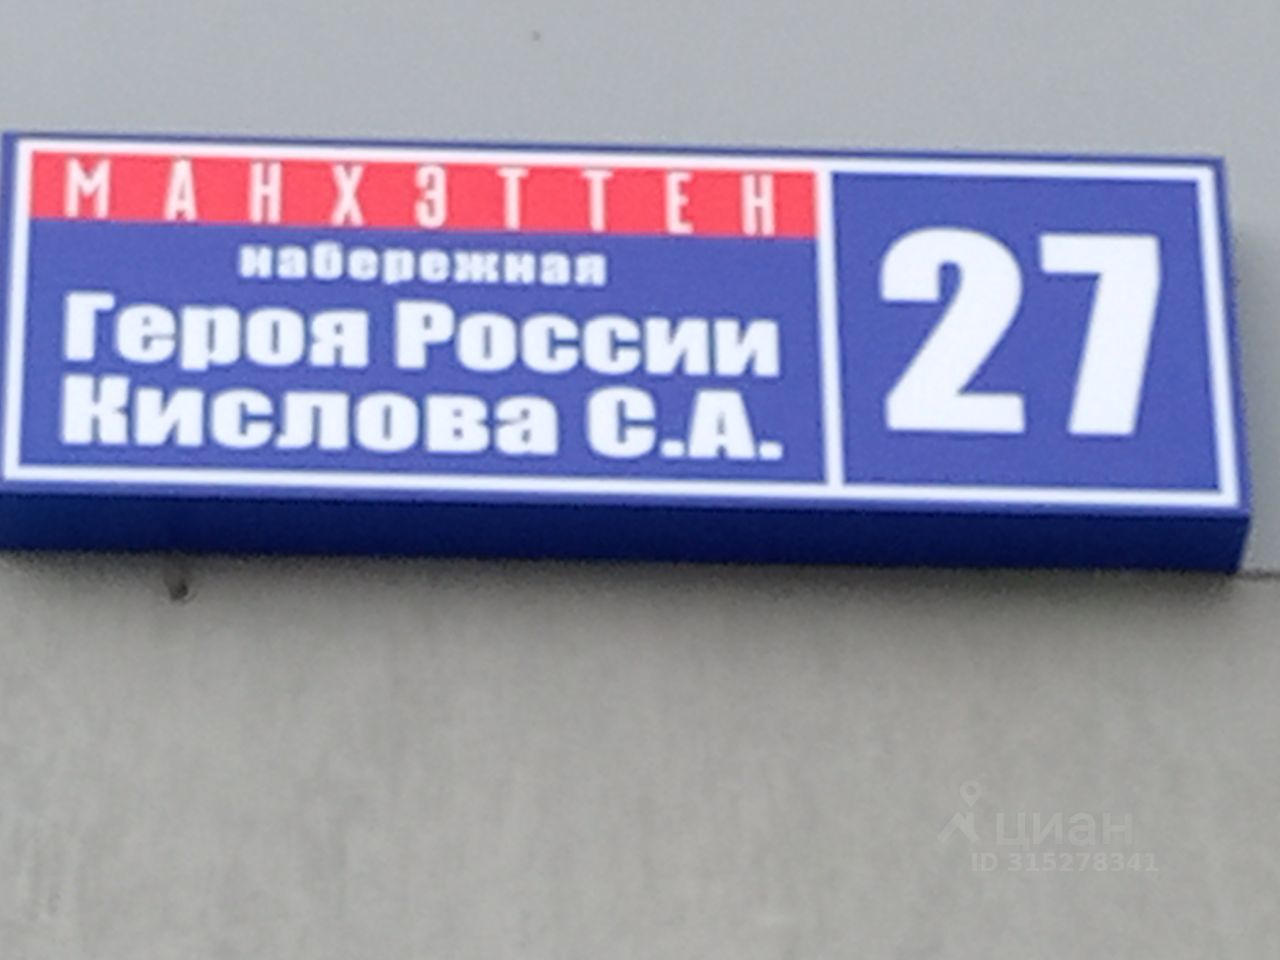 МАНХЭТТЕН
набережная
Героя России
Кислова С.А.
27
циан
ID 315278341